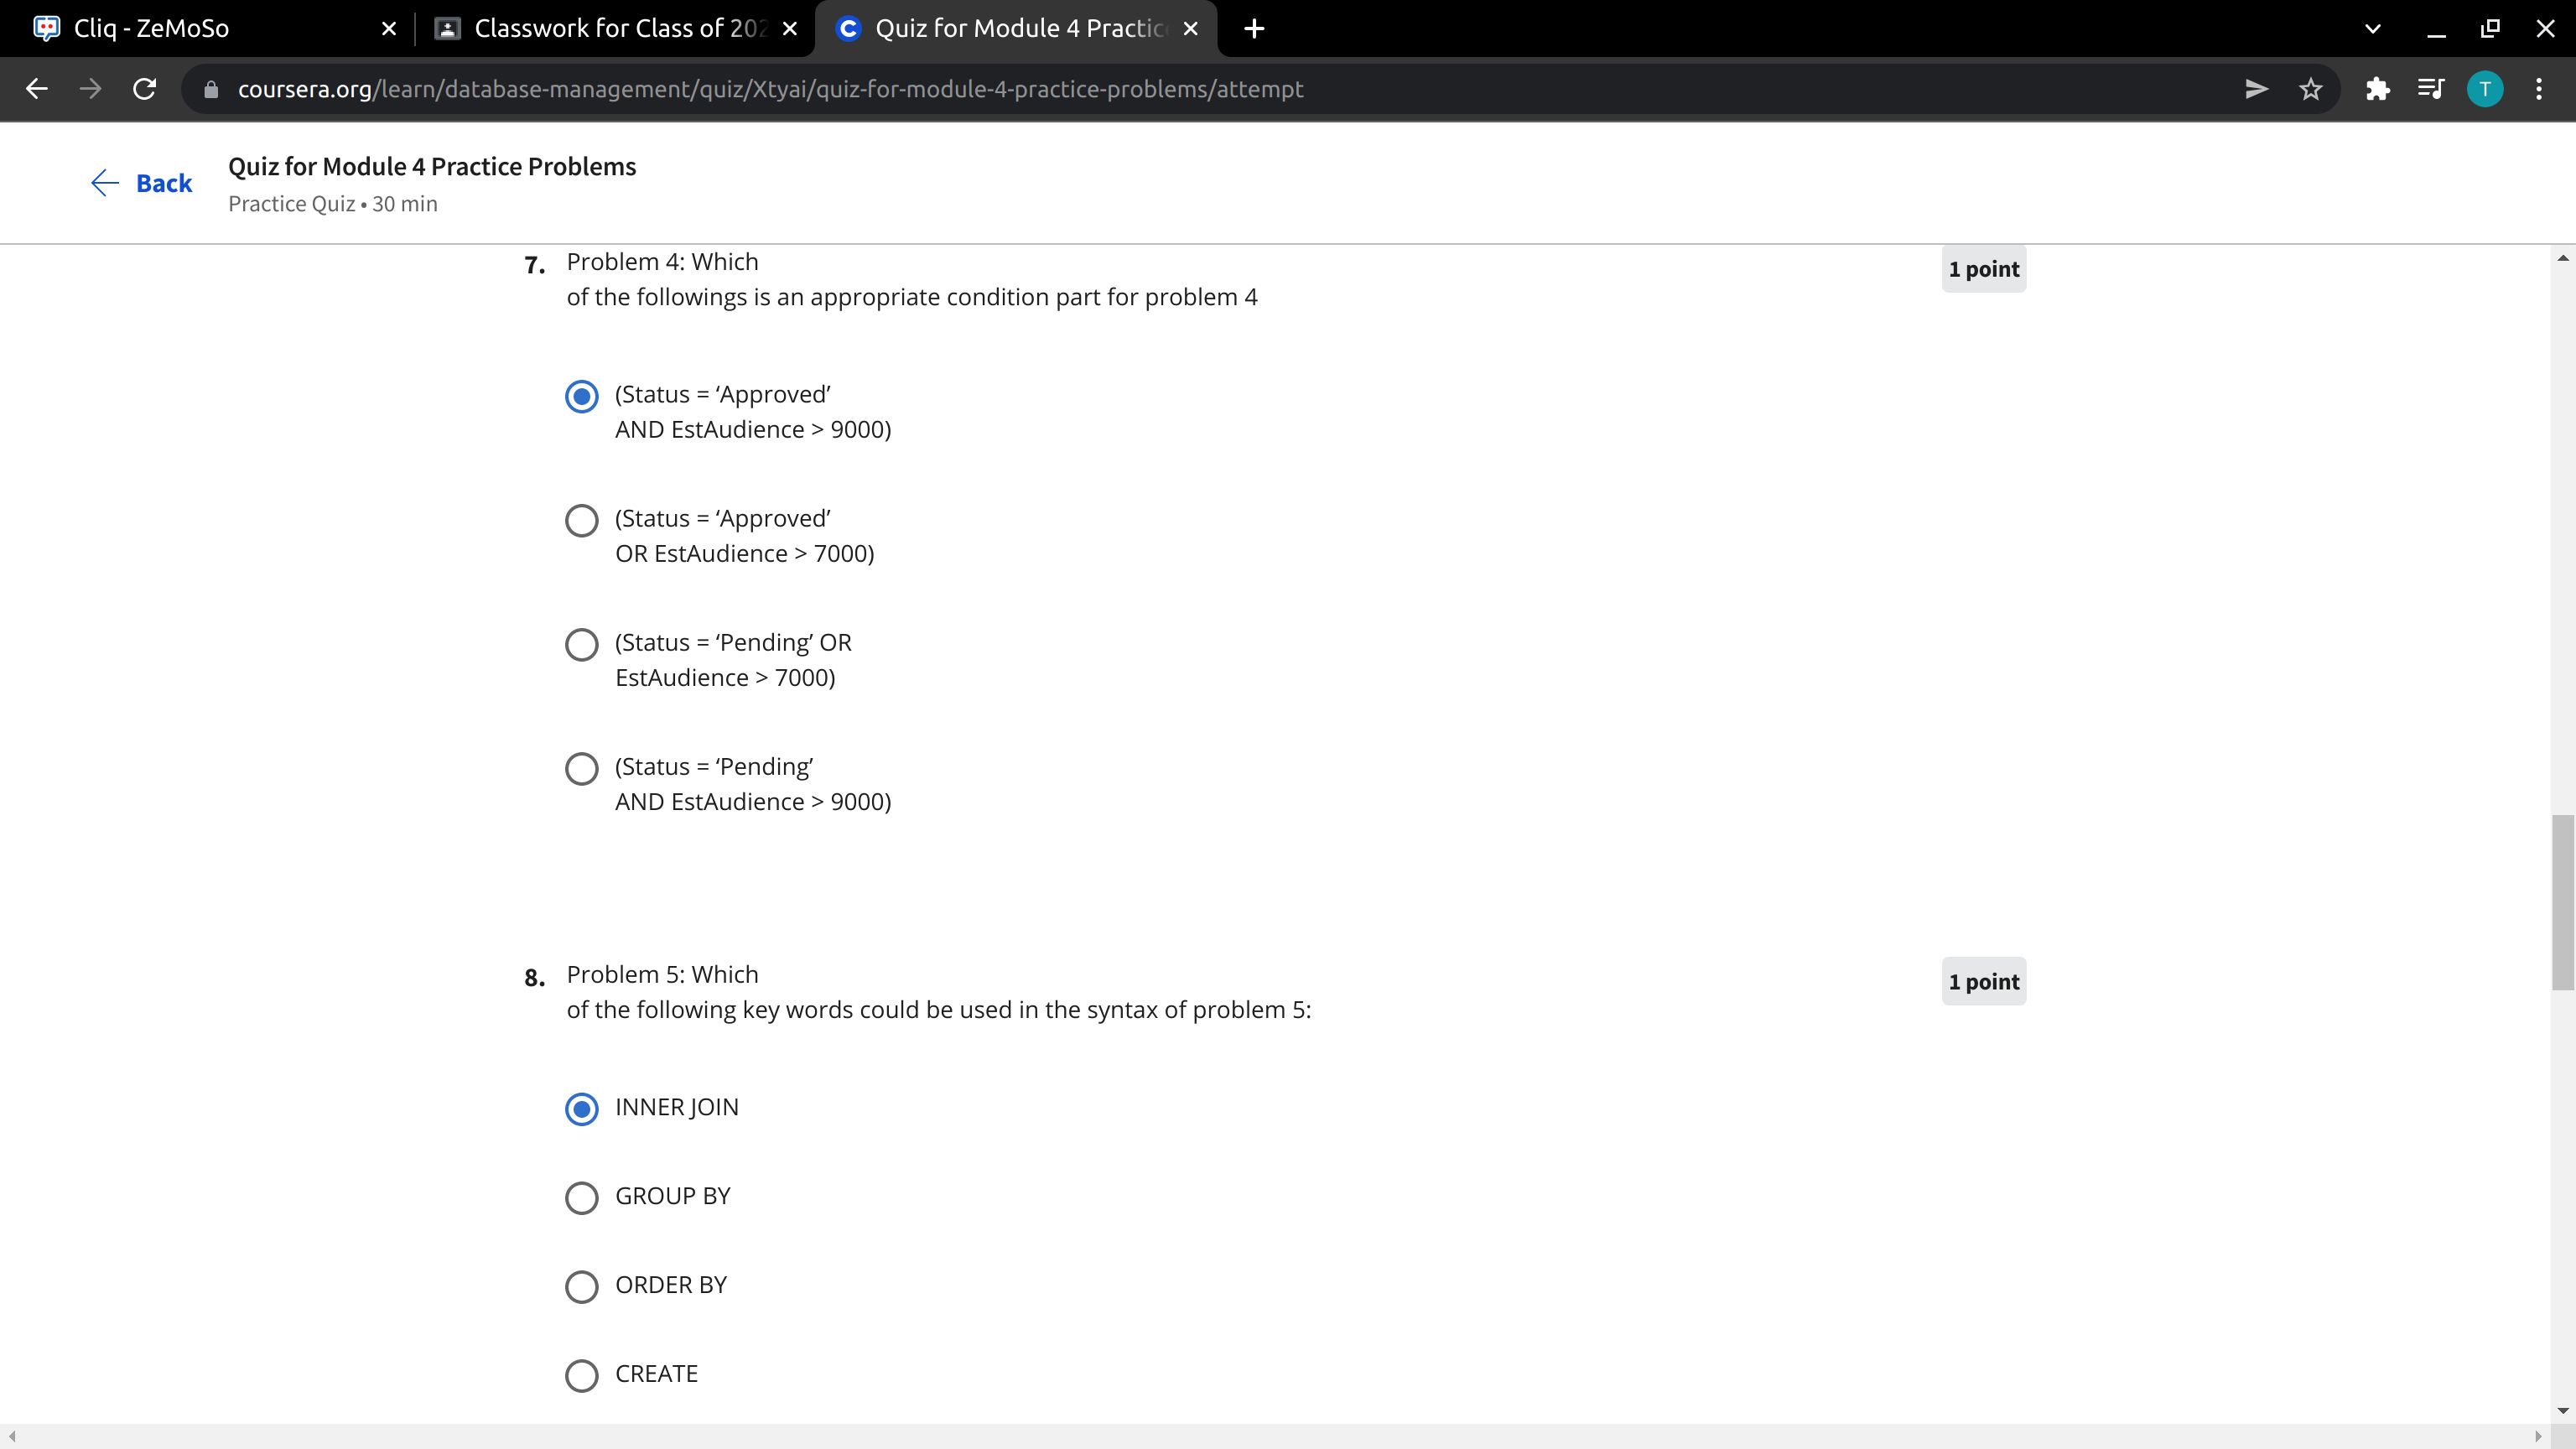 Cliq - ZeMoSo
Classwork for Class of 202
Quiz for Module 4 Practic
coursera.org/learn/database-management/quiz/Xtyai/quiz-for-module-4-practice-problems/attempt
T
Back
Quiz for Module 4 Practice Problems
Practice Quiz • 30 min
7. Problem 4: Which
of the followings is an appropriate condition part for problem 4
1 point
(Status = ‘Approved’
AND EstAudience > 9000)
(Status = ‘Approved’
OR EstAudience > 7000)
(Status = ‘Pending’ OR
EstAudience > 7000)
(Status = ‘Pending’
AND EstAudience > 9000)
8. Problem 5: Which
of the following key words could be used in the syntax of problem 5:
1 point
INNER JOIN
GROUP BY
ORDER BY
CREATE